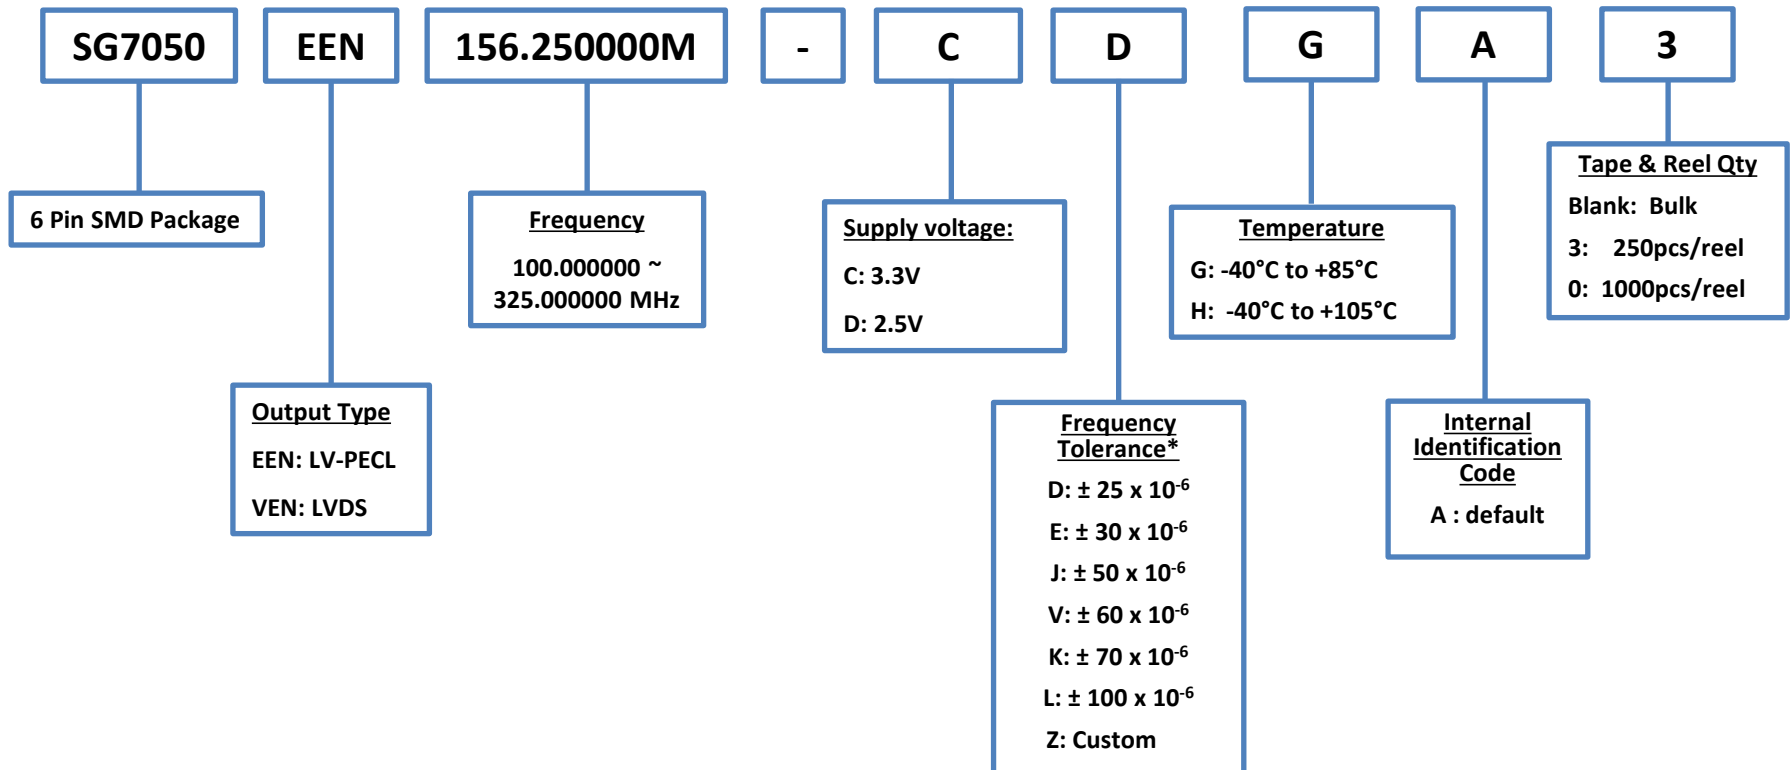 SG7050 EEN 156.250000M - C D G A 3
6 Pin SMD Package
Output Type
EEN: LV-PECL
VEN: LVDS
Frequency
100.000000 ~
325.000000 MHz
Supply voltage:
C: 3.3V
D: 2.5V
Frequency
Tolerance*
D: ± 25 x 10⁻⁶
E: ± 30 x 10⁻⁶
J: ± 50 x 10⁻⁶
V: ± 60 x 10⁻⁶
K: ± 70 x 10⁻⁶
L: ± 100 x 10⁻⁶
Z: Custom
Temperature
G: -40°C to +85°C
H: -40°C to +105°C
Internal
Identification
Code
A : default
Tape & Reel Qty
Blank: Bulk
3: 250pcs/reel
0: 1000pcs/reel